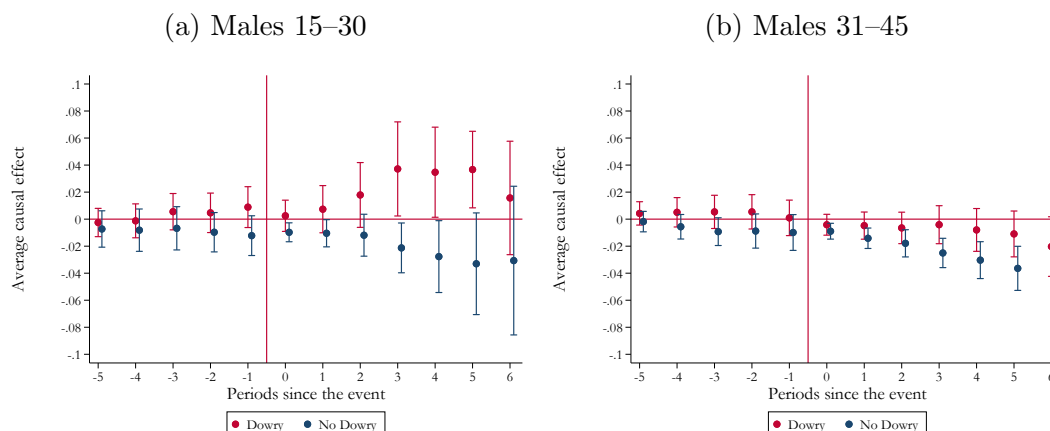 (a) Males 15–30
Average causal effect
.1
.08
.06
.04
.02
0
-.02
-.04
-.06
-.08
-.1
-5 -4 -3 -2 -1 0 1 2 3 4 5 6
Periods since the event
Dowry No Dowry
(b) Males 31–45
Average causal effect
.1
.08
.06
.04
.02
0
-.02
-.04
-.06
-.08
-.1
-5 -4 -3 -2 -1 0 1 2 3 4 5 6
Periods since the event
Dowry No Dowry